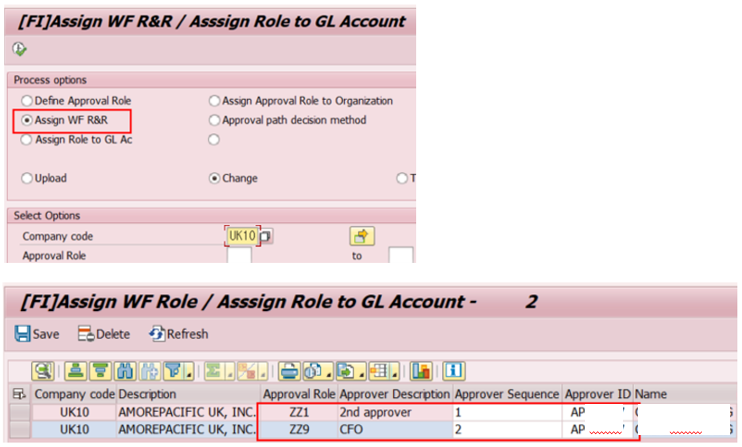 [FI]Assign WF R&R / Asssign Role to GL Account
Process options
Define Approval Role Assign Approval Role to Organization
Assign WF R&R Approval path decision method
Assign Role to GL Ac
Upload Change T
Select Options
Company code UK10
Approval Role to
[FI]Assign WF Role / Asssign Role to GL Account - 2
Save Delete Refresh
Company code Description Approval Role Approver Description Approver Sequence Approver ID Name
UK10 AMOREPACIFIC UK, INC. ZZ1 2nd approver 1 AP
UK10 AMOREPACIFIC UK, INC. ZZ9 CFO 2 AP